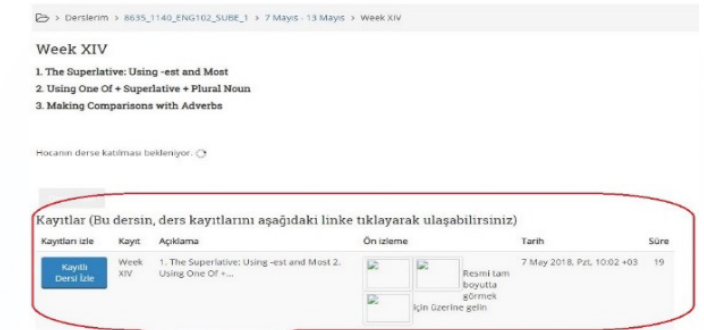 > Derslerim > 8635_1140_ENG102_SUBE_1 > 7 Mayıs - 13 Mayıs > Week XIV
Week XIV
1. The Superlative: Using -est and Most
2. Using One Of + Superlative + Plural Noun
3. Making Comparisons with Adverbs
Hocanın derse katılması bekleniyor.
Kayıtlar (Bu dersin, ders kayıtlarını aşağıdaki linke tıklayarak ulaşabilirsiniz)
Kayıtları izle Kayıt Açıklama Ön izleme Tarih Süre
Kayıtlı Week 1. The Superlative: Using -est and Most 2. 7 May 2018, Pzt, 10:02 +03 19
Dersi İzle XIV Using One Of +...
Resmi tam
boyutta
görmek
için üzerine gelin